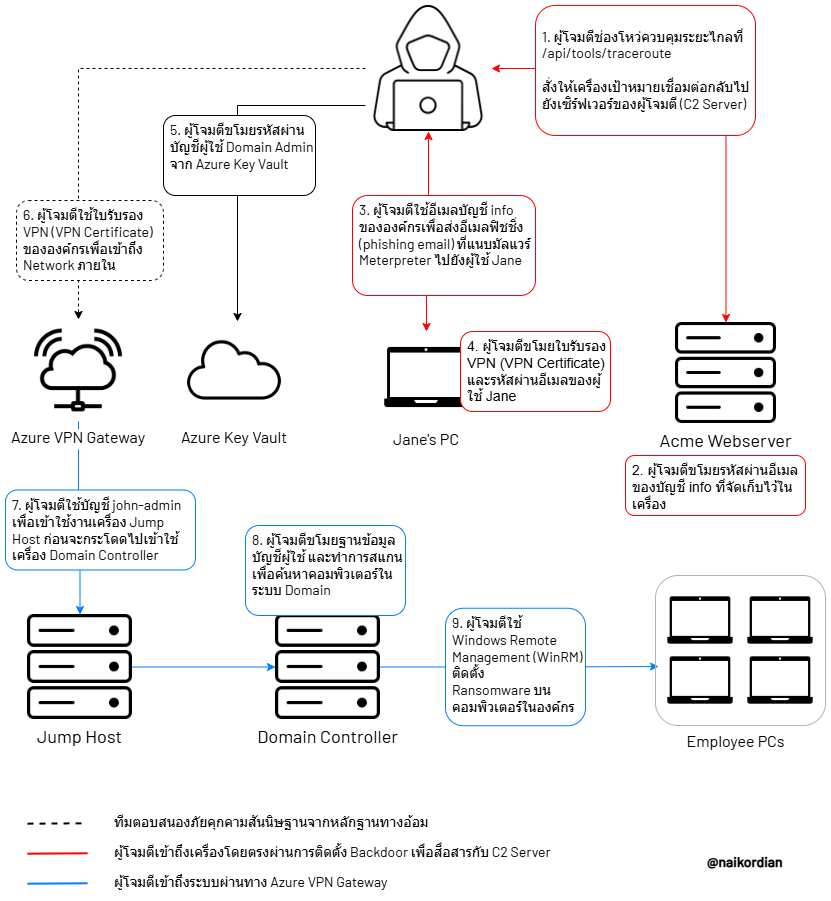 1. ผู้โจมตีช่องโหว่ควบคุมระยะไกลที่
/api/tools/traceroute
สั่งให้เครื่องเป้าหมายเชื่อมต่อกลับไป
ยังเซิร์ฟเวอร์ของผู้โจมตี (C2 Server)
5. ผู้โจมตีขโมยรหัสผ่าน
บัญชีผู้ใช้ Domain Admin
จาก Azure Key Vault
6. ผู้โจมตีใช้ใบรับรอง
VPN (VPN Certificate)
ขององค์กรเพื่อเข้าถึง
Network ภายใน
3. ผู้โจมตีใช้อีเมลบัญชี info
ขององค์กรเพื่อส่งอีเมลฟิชชิ่ง
(phishing email) ที่แนบมัลแวร์
Meterpreter ไปยังผู้ใช้ Jane
4. ผู้โจมตีขโมยใบรับรอง
VPN (VPN Certificate)
และรหัสผ่านอีเมลของผู้
ใช้ Jane
Azure VPN Gateway
Azure Key Vault
Jane's PC
Acme Webserver
2. ผู้โจมตีขโมยรหัสผ่านอีเมล
ของบัญชี info ที่จัดเก็บไว้ใน
เครื่อง
7. ผู้โจมตีใช้บัญชี john-admin
เพื่อเข้าใช้งานเครื่อง Jump
Host ก่อนจะกระโดดไปเข้าใช้
เครื่อง Domain Controller
8. ผู้โจมตีขโมยฐานข้อมูล
บัญชีผู้ใช้ และทำการสแกน
เพื่อค้นหาคอมพิวเตอร์ใน
ระบบ Domain
9. ผู้โจมตีใช้
Windows Remote
Management (WinRM)
ติดตั้ง
Ransomware บน
คอมพิวเตอร์ในองค์กร
Jump Host
Domain Controller
Employee PCs
ทีมตอบสนองภัยคุกคามสันนิษฐานจากหลักฐานทางอ้อม
ผู้โจมตีเข้าถึงเครื่องโดยตรงผ่านการติดตั้ง Backdoor เพื่อสื่อสารกับ C2 Server
@naikordian
ผู้โจมตีเข้าถึงระบบผ่านทาง Azure VPN Gateway